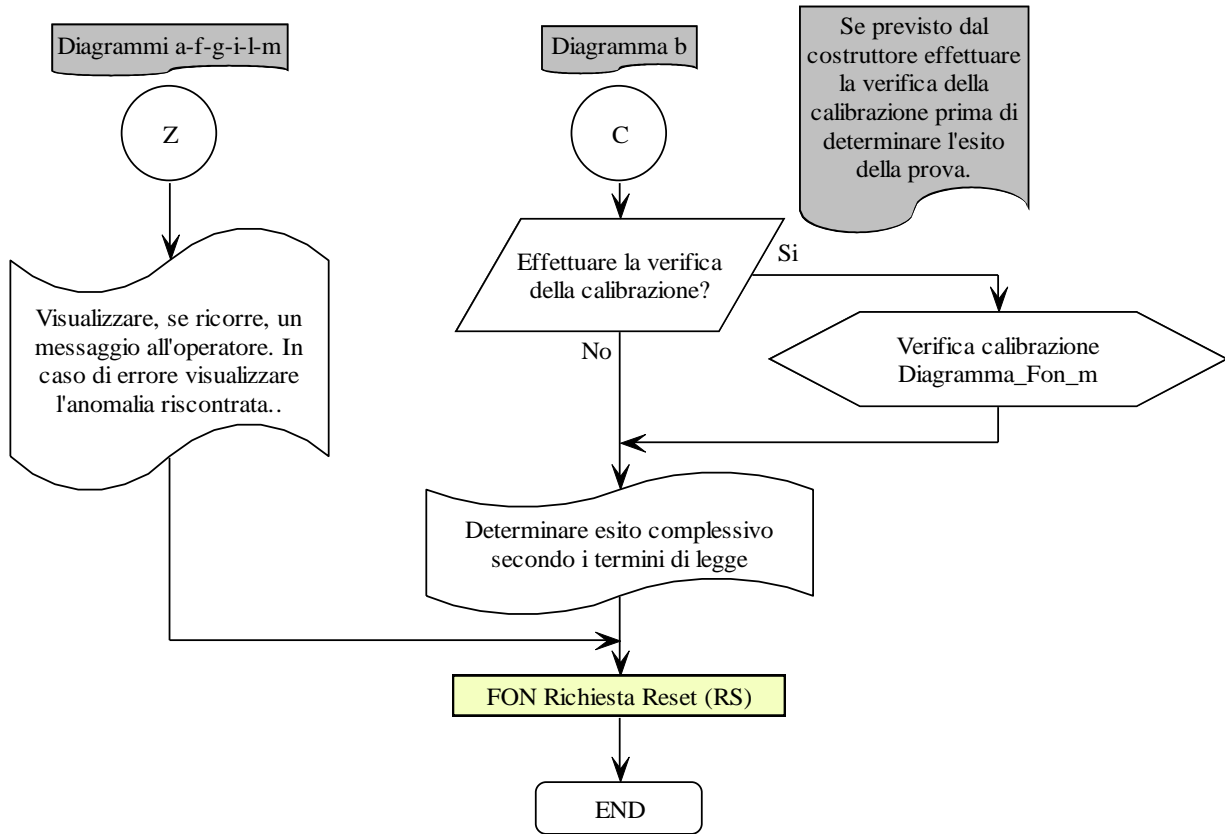 Diagrammi a-f-g-i-l-m
Z
Visualizzare, se ricorre, un
messaggio all'operatore. In
caso di errore visualizzare
l'anomalia riscontrata..
Diagramma b
C
Se previsto dal
costruttore effettuare
la verifica della
calibrazione prima di
determinare l'esito
della prova.
Effettuare la verifica
della calibrazione?
Si
No
Verifica calibrazione
Diagramma_Fon_m
Determinare esito complessivo
secondo i termini di legge
FON Richiesta Reset (RS)
END